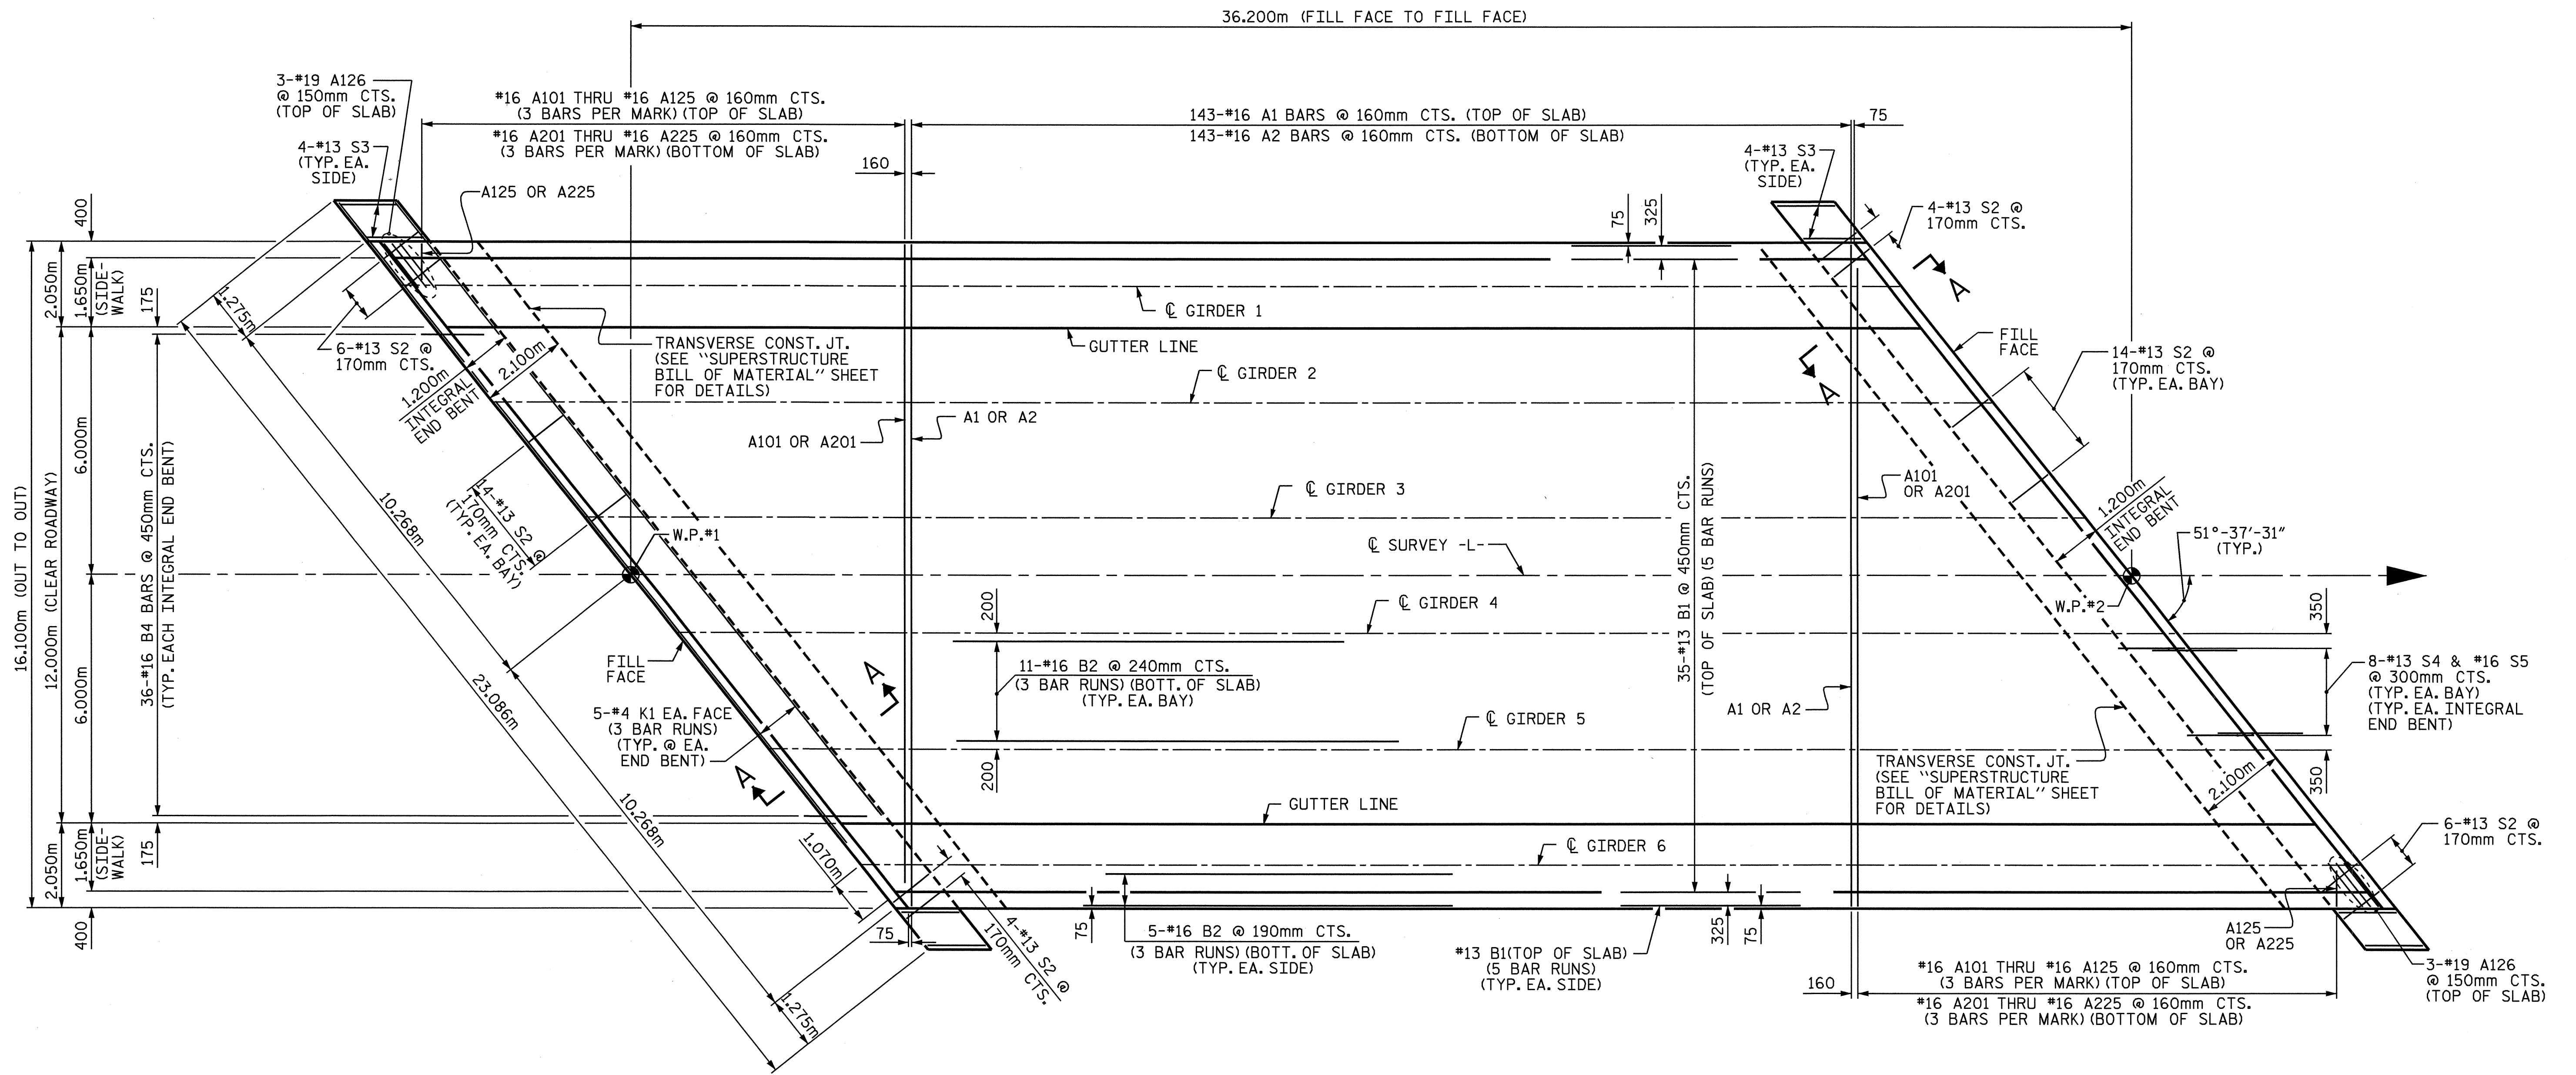 36.200m (FILL FACE TO FILL FACE)
3-#19 A126
@ 150mm CTS.
(TOP OF SLAB)
#16 A101 THRU #16 A125 @ 160mm CTS.
(3 BARS PER MARK) (TOP OF SLAB)
#16 A201 THRU #16 A225 @ 160mm CTS.
(3 BARS PER MARK) (BOTTOM OF SLAB)
143-#16 A1 BARS @ 160mm CTS. (TOP OF SLAB)
143-#16 A2 BARS @ 160mm CTS. (BOTTOM OF SLAB)
75
160
4-#13 S3
(TYP. EA.
SIDE)
4-#13 S3
(TYP. EA.
SIDE)
A125 OR A225
4-#13 S2 @
170mm CTS.
75
325
400
2.050m
1.650m
(SIDE-
WALK)
175
16.100m (OUT TO OUT)
12.000m (CLEAR ROADWAY)
6.000m
36-#16 B4 BARS @ 450mm CTS.
(TYP. EACH INTEGRAL END BENT)
6.000m
2.050m
1.650m
(SIDE-
WALK)
175
400
1.275m
10.268m
23.086m
10.268m
1.275m
1.070m
6-#13 S2 @
170mm CTS.
1.200m
INTEGRAL
END BENT
2.100m
TRANSVERSE CONST. JT.
(SEE "SUPERSTRUCTURE
BILL OF MATERIAL" SHEET
FOR DETAILS)
℄ GIRDER 1
GUTTER LINE
℄ GIRDER 2
A101 OR A201
A1 OR A2
A
A
FILL
FACE
14-#13 S2 @
170mm CTS.
(TYP. EA. BAY)
14-#13 S2 @
170mm CTS.
(TYP. EA. BAY)
℄ GIRDER 3
W.P.#1
℄ SURVEY -L-
35-#13 B1 @ 450mm CTS.
(TOP OF SLAB) (5 BAR RUNS)
A101
OR A201
1.200m
INTEGRAL
END BENT
51°-37'-31"
(TYP.)
W.P.#2
350
℄ GIRDER 4
200
11-#16 B2 @ 240mm CTS.
(3 BAR RUNS) (BOTT. OF SLAB)
(TYP. EA. BAY)
200
FILL
FACE
A
A
5-#4 K1 EA. FACE
(3 BAR RUNS)
(TYP. @ EA.
END BENT)
A1 OR A2
℄ GIRDER 5
8-#13 S4 & #16 S5
@ 300mm CTS.
(TYP. EA. BAY)
(TYP. EA. INTEGRAL
END BENT)
350
TRANSVERSE CONST. JT.
(SEE "SUPERSTRUCTURE
BILL OF MATERIAL" SHEET
FOR DETAILS)
2.100m
GUTTER LINE
℄ GIRDER 6
6-#13 S2 @
170mm CTS.
75
4-#13 S2 @
170mm CTS.
75
5-#16 B2 @ 190mm CTS.
(3 BAR RUNS) (BOTT. OF SLAB)
(TYP. EA. SIDE)
#13 B1(TOP OF SLAB)
(5 BAR RUNS)
(TYP. EA. SIDE)
325
75
160
#16 A101 THRU #16 A125 @ 160mm CTS.
(3 BARS PER MARK) (TOP OF SLAB)
#16 A201 THRU #16 A225 @ 160mm CTS.
(3 BARS PER MARK) (BOTTOM OF SLAB)
A125
OR A225
3-#19 A126
@ 150mm CTS.
(TOP OF SLAB)